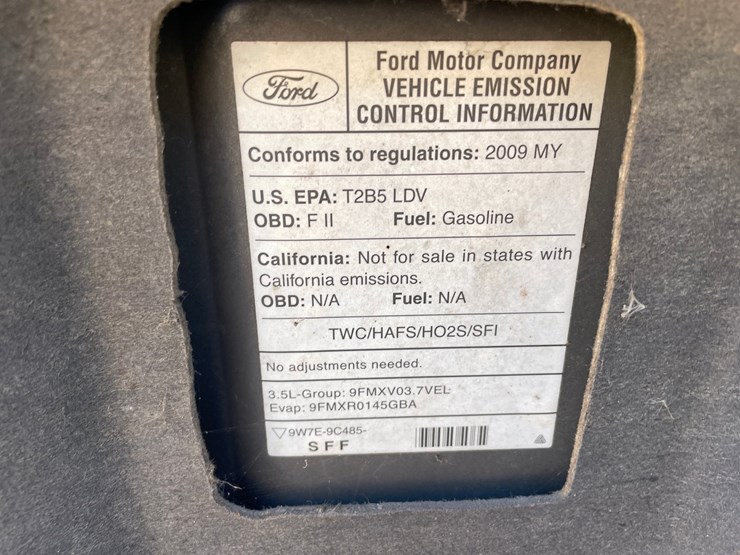 Ford
Ford Motor Company
VEHICLE EMISSION
CONTROL INFORMATION
Conforms to regulations: 2009 MY
U.S. EPA: T2B5 LDV
OBD: F II Fuel: Gasoline
California: Not for sale in states with
California emissions.
OBD: N/A Fuel: N/A
TWC/HAFS/HO2S/SFI
No adjustments needed.
3.5L-Group: 9FMXV03.7VEL
Evap: 9FMXR0145GBA
9W7E-9C485-
SFF